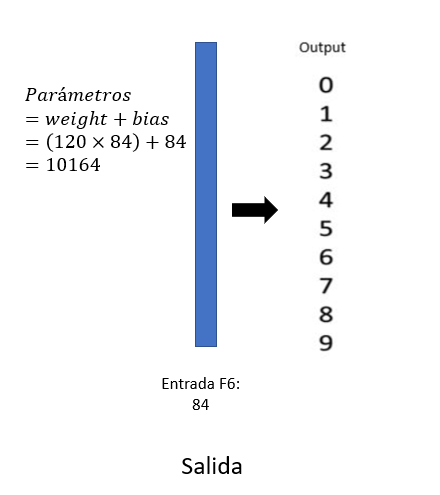 Output
Parámetros
= weight + bias
= (120 × 84) + 84
= 10164
0
1
2
3
4
5
6
7
8
9
Entrada F6:
84
Salida